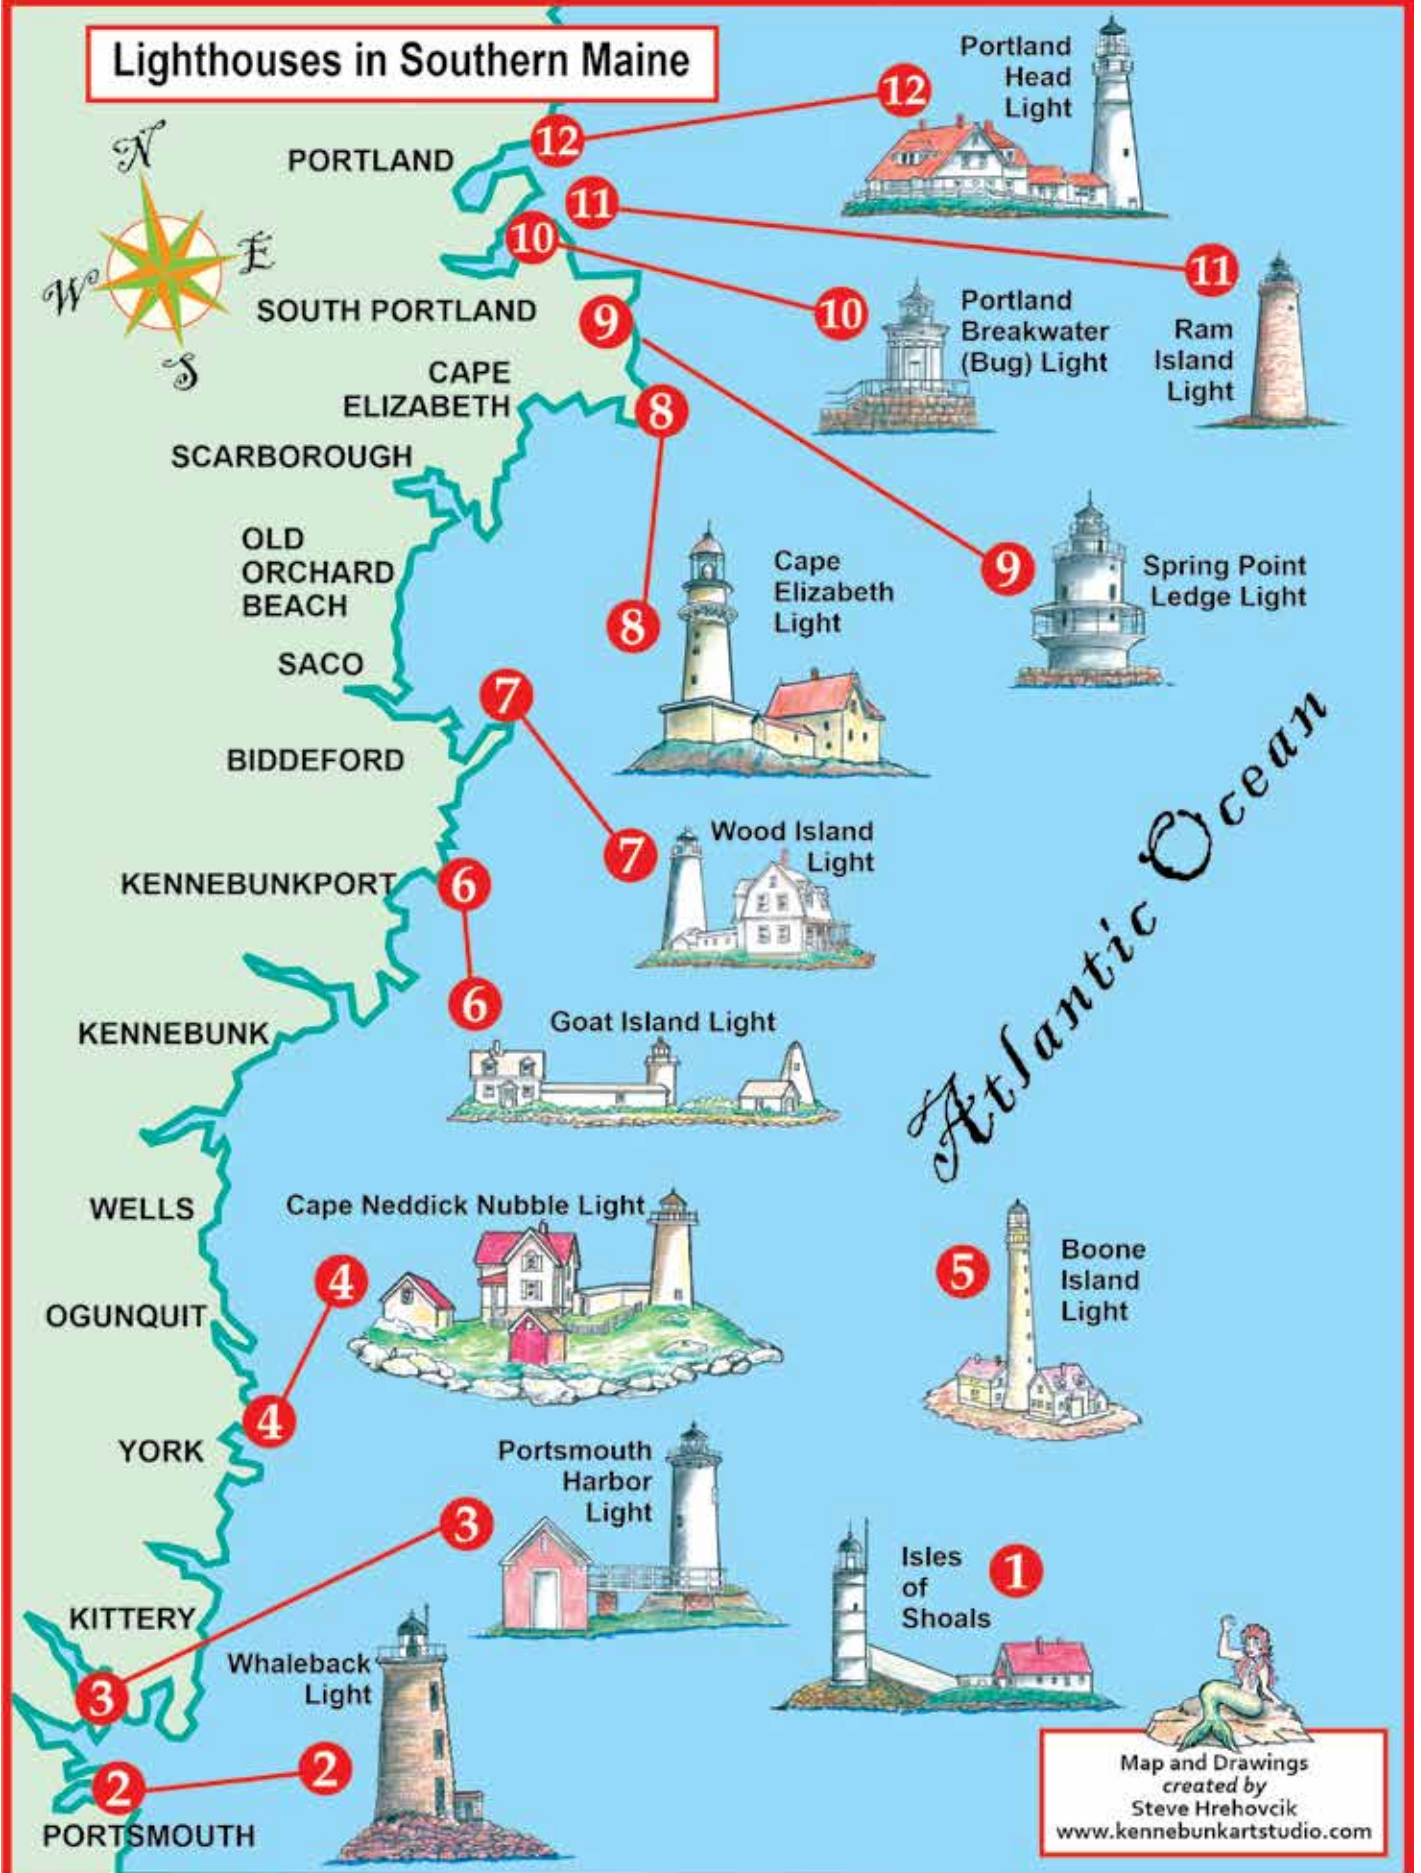 Lighthouses in Southern Maine
N
E
W
S
PORTLAND
SOUTH PORTLAND
CAPE
ELIZABETH
SCARBOROUGH
OLD
ORCHARD
BEACH
SACO
BIDDEFORD
KENNEBUNKPORT
KENNEBUNK
WELLS
OGUNQUIT
YORK
KITTERY
PORTSMOUTH
12
12
Portland
Head
Light
11
11
Ram
Island
Light
10
10
Portland
Breakwater
(Bug) Light
9
9
Spring Point
Ledge Light
8
8
Cape
Elizabeth
Light
7
7
Wood Island
Light
6
6
Goat Island Light
Atlantic Ocean
5
Boone
Island
Light
Cape Neddick Nubble Light
4
4
Portsmouth
Harbor
Light
3
3
Whaleback
Light
2
2
Isles
of
Shoals
1
Map and Drawings
created by
Steve Hrehovcik
www.kennebunkartstudio.com